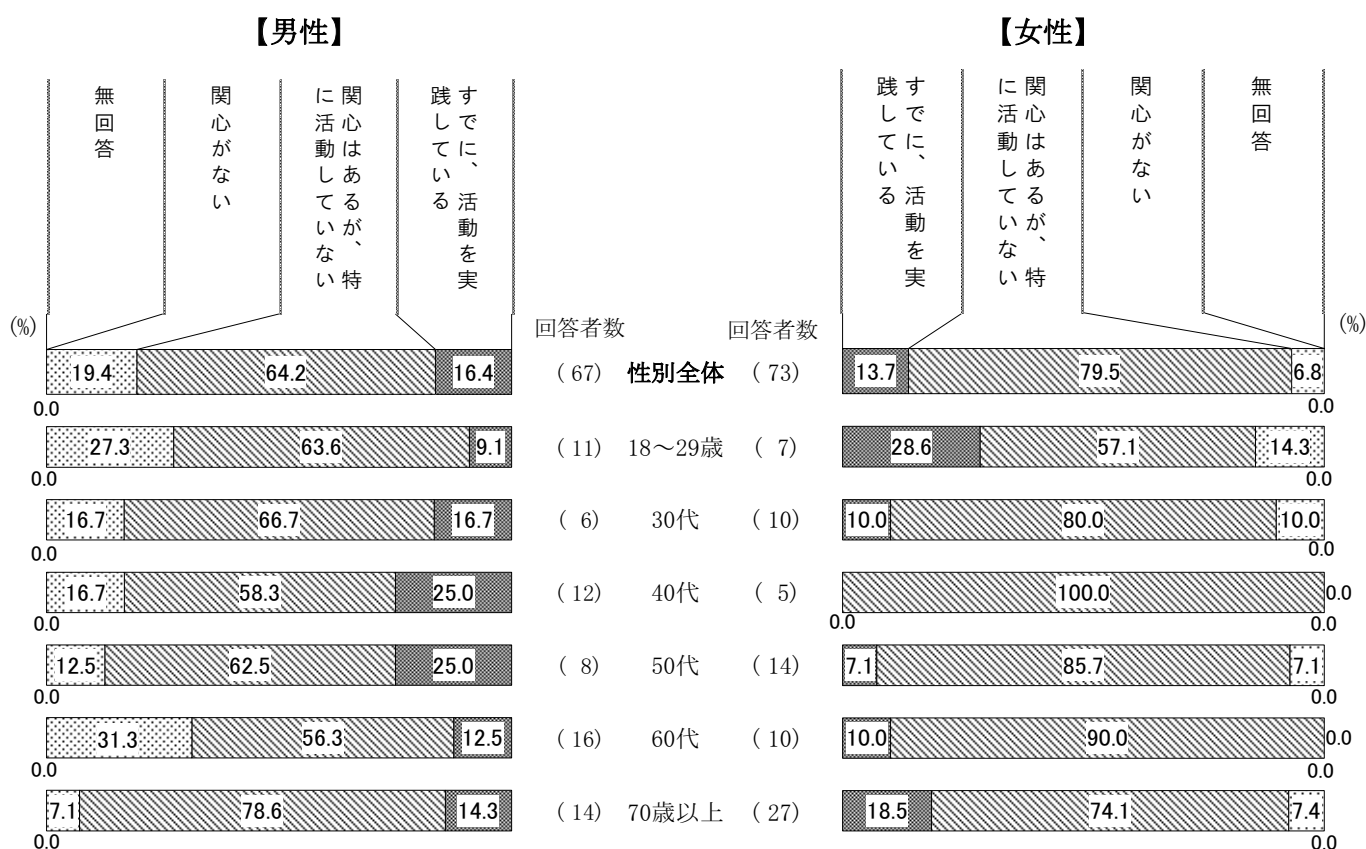 【男性】
【女性】
無回答
関心がない
関心はあるが、特
に活動していない
すでに、活動を実
践している
すでに、活動を実
践している
関心はあるが、特
に活動していない
関心がない
無回答
(%) 回答者数 回答者数 (%)
19.4 64.2 16.4 (67) 性別全体 (73) 13.7 79.5 6.8
0.0 0.0
27.3 63.6 9.1 (11) 18～29歳 ( 7) 28.6 57.1 14.3
0.0 0.0
16.7 66.7 16.7 ( 6) 30代 (10) 10.0 80.0 10.0
0.0 0.0
16.7 58.3 25.0 (12) 40代 ( 5) 100.0 0.0
0.0 0.0 0.0
12.5 62.5 25.0 ( 8) 50代 (14) 7.1 85.7 7.1
0.0 0.0
31.3 56.3 12.5 (16) 60代 (10) 10.0 90.0 0.0
0.0 0.0
7.1 78.6 14.3 (14) 70歳以上 (27) 18.5 74.1 7.4
0.0 0.0